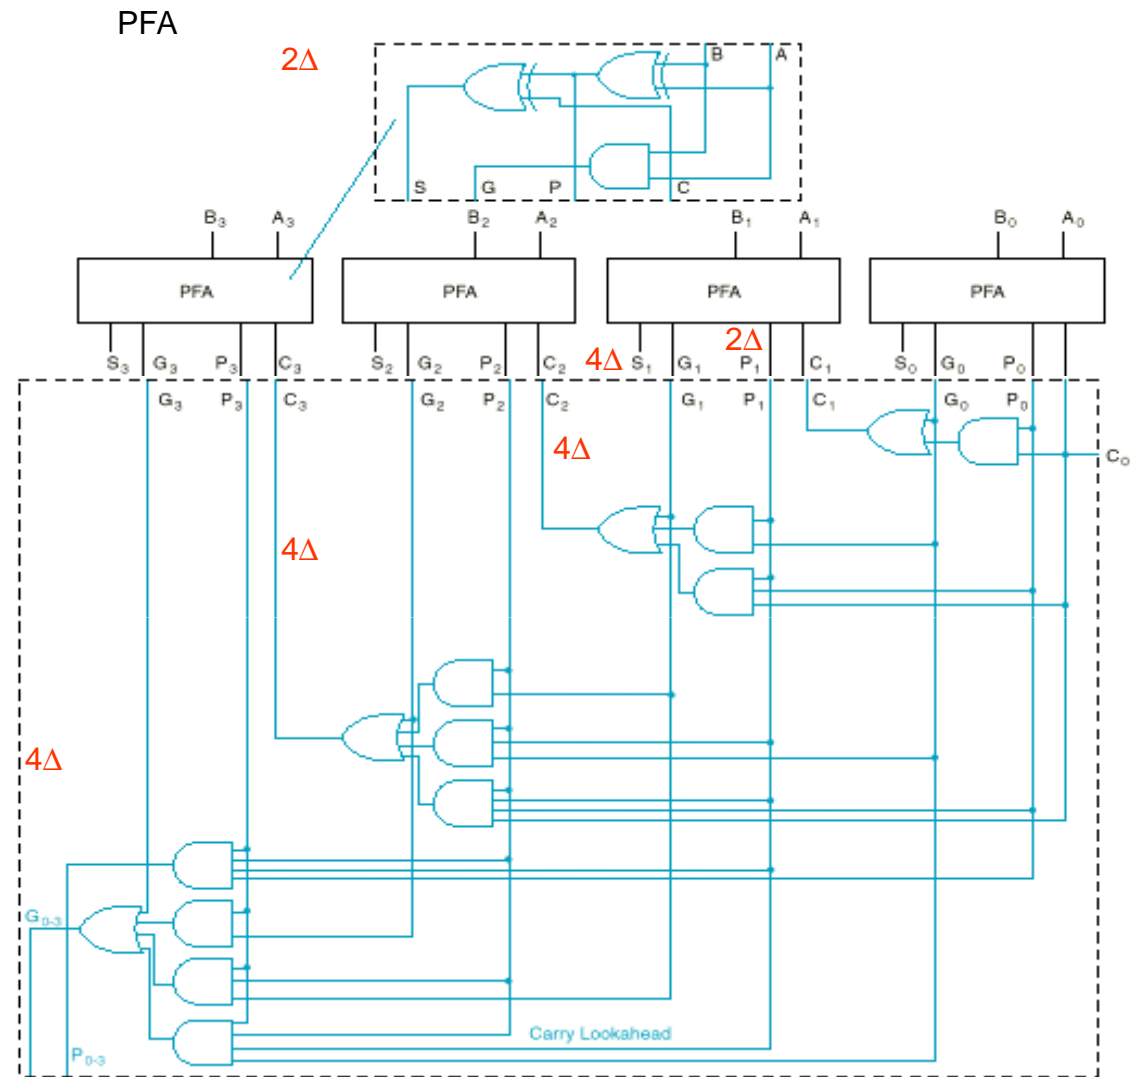 PFA
2Δ
B A
S G P C
B₃ A₃ B₂ A₂ B₁ A₁ B₀ A₀
PFA PFA PFA PFA
2Δ
4Δ
S₃ G₃ P₃ C₃ S₂ G₂ P₂ C₂ S₁ G₁ P₁ C₁ S₀ G₀ P₀
G₃ P₃ C₃ G₂ P₂ C₂ G₁ P₁ C₁ G₀ P₀
4Δ
C₀
4Δ
4Δ
G₀₋₃
Carry Lookahead
P₀₋₃